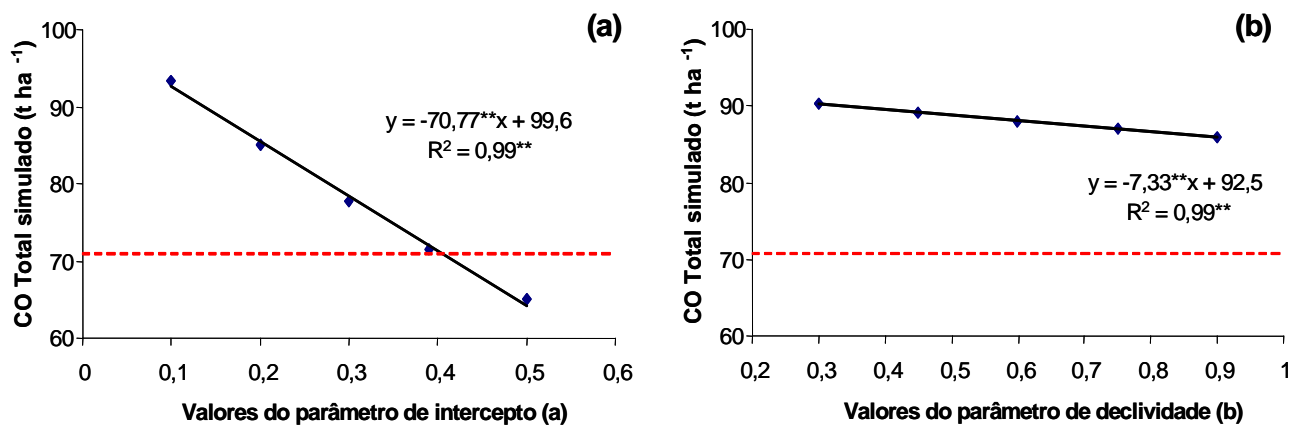 (a)
CO Total simulado (t ha -1)
100
90
80
70
60
y = -70,77**x + 99,6
R2 = 0,99**
0 0,1 0,2 0,3 0,4 0,5 0,6
Valores do parâmetro de intercepto (a)
(b)
CO Total simulado (t ha -1)
100
90
80
70
60
y = -7,33**x + 92,5
R2 = 0,99**
0,2 0,3 0,4 0,5 0,6 0,7 0,8 0,9 1
Valores do parâmetro de declividade (b)